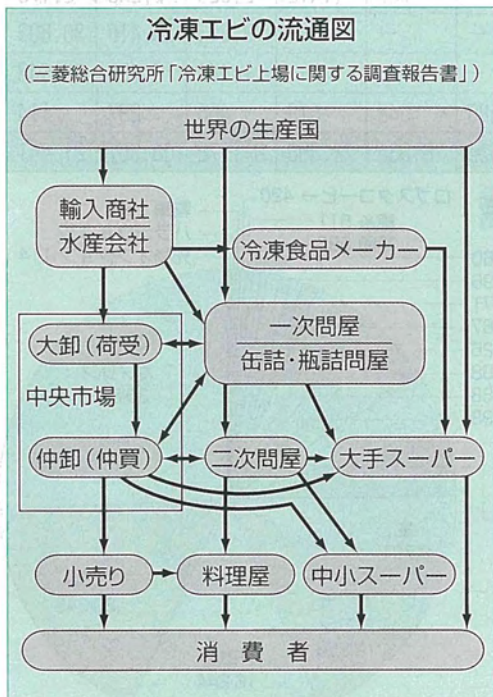 冷凍エビの流通図
（三菱総合研究所「冷凍エビ上場に関する調査報告書」）
世界の生産国
輸入商社
水産会社
冷凍食品メーカー
一次問屋
缶詰・瓶詰問屋
大卸（荷受）
中央市場
仲卸（仲買）
二次問屋
大手スーパー
小売り
料理屋
中小スーパー
消費者